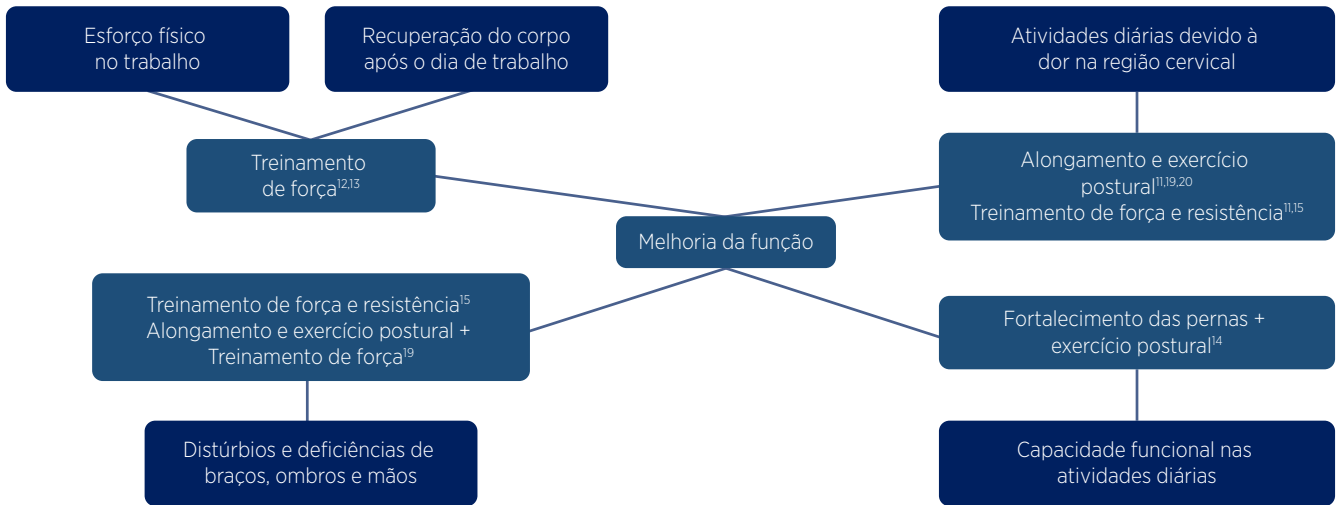 Esforço físico
no trabalho
Recuperação do corpo
após o dia de trabalho
Atividades diárias devido à
dor na região cervical
Treinamento
de força12,13
Alongamento e exercício
postural11,19,20
Treinamento de força e resistência11,15
Melhoria da função
Treinamento de força e resistência15
Alongamento e exercício postural +
Treinamento de força19
Fortalecimento das pernas +
exercício postural14
Distúrbios e deficiências de
braços, ombros e mãos
Capacidade funcional nas
atividades diárias